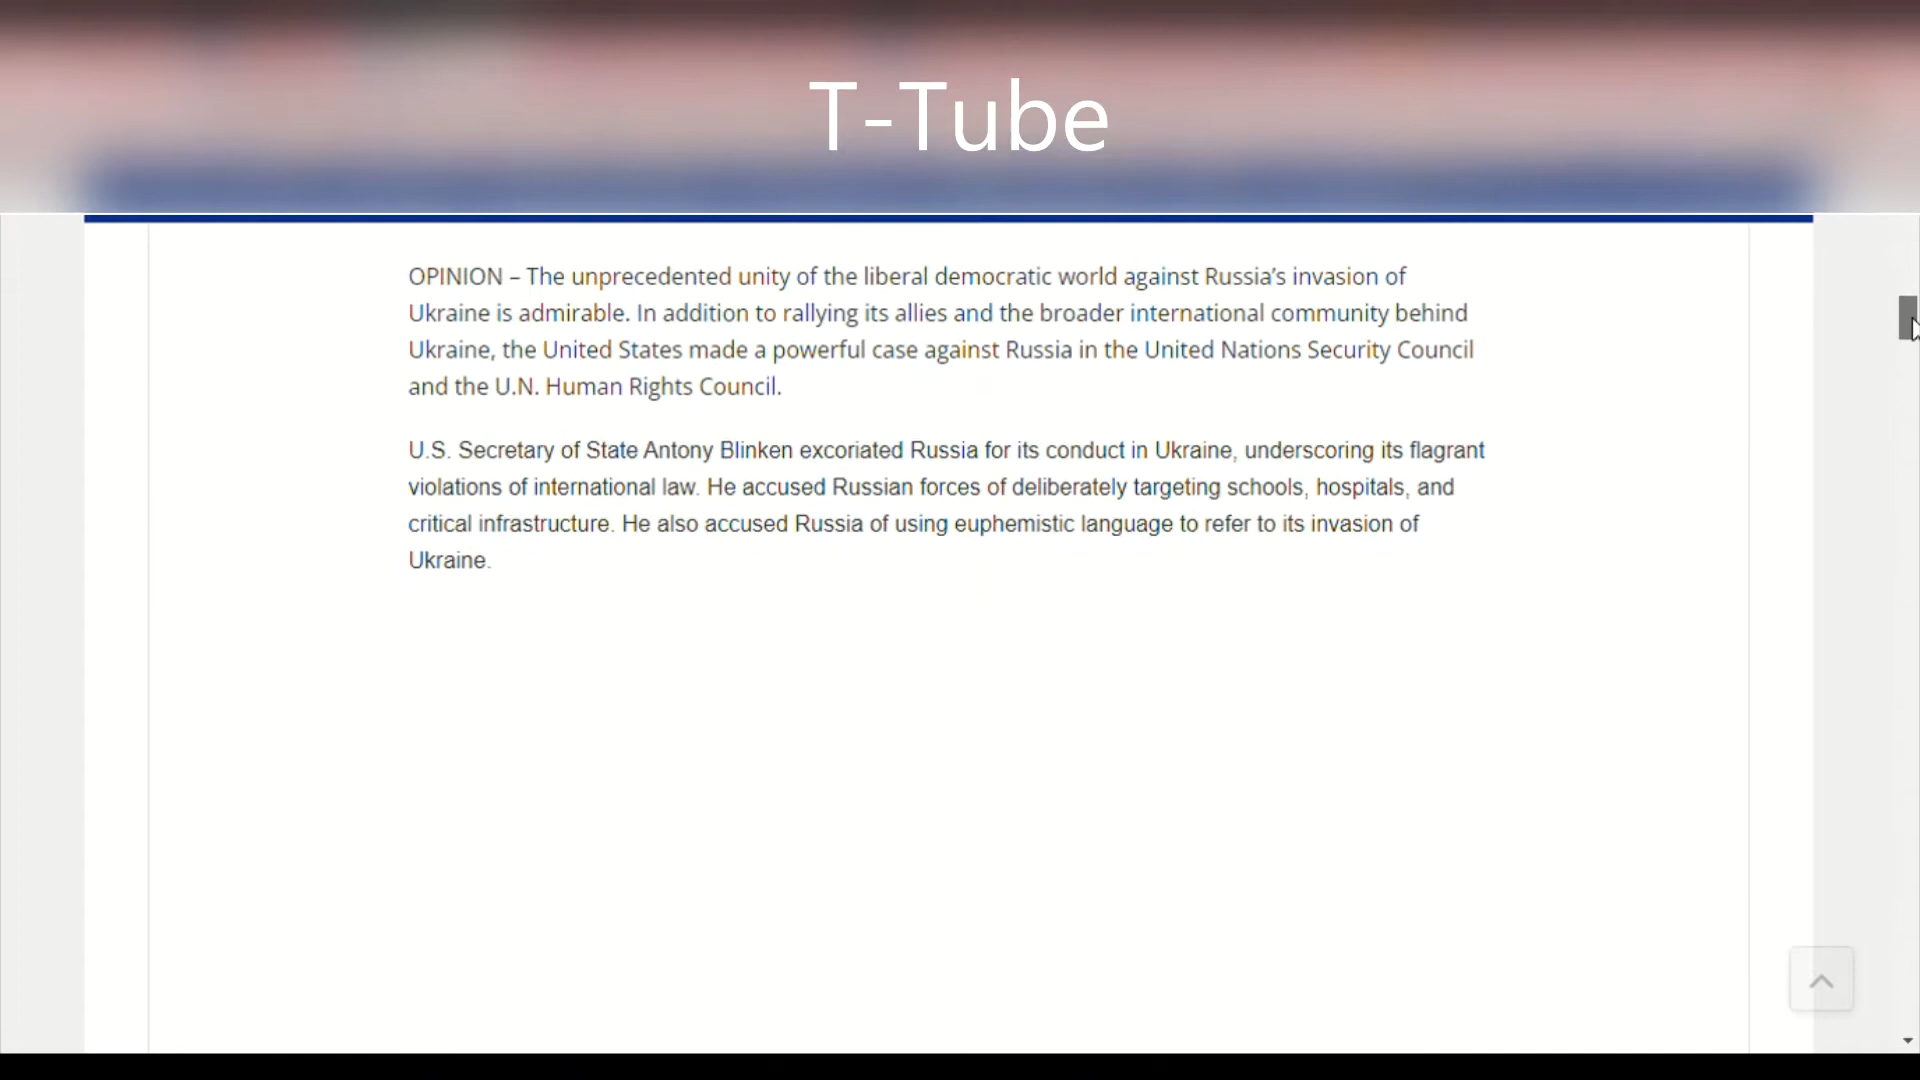 T-Tube
OPINION – The unprecedented unity of the liberal democratic world against Russia’s invasion of
Ukraine is admirable. In addition to rallying its allies and the broader international community behind
Ukraine, the United States made a powerful case against Russia in the United Nations Security Council
and the U.N. Human Rights Council.
U.S. Secretary of State Antony Blinken excoriated Russia for its conduct in Ukraine, underscoring its flagrant
violations of international law. He accused Russian forces of deliberately targeting schools, hospitals, and
critical infrastructure. He also accused Russia of using euphemistic language to refer to its invasion of
Ukraine.